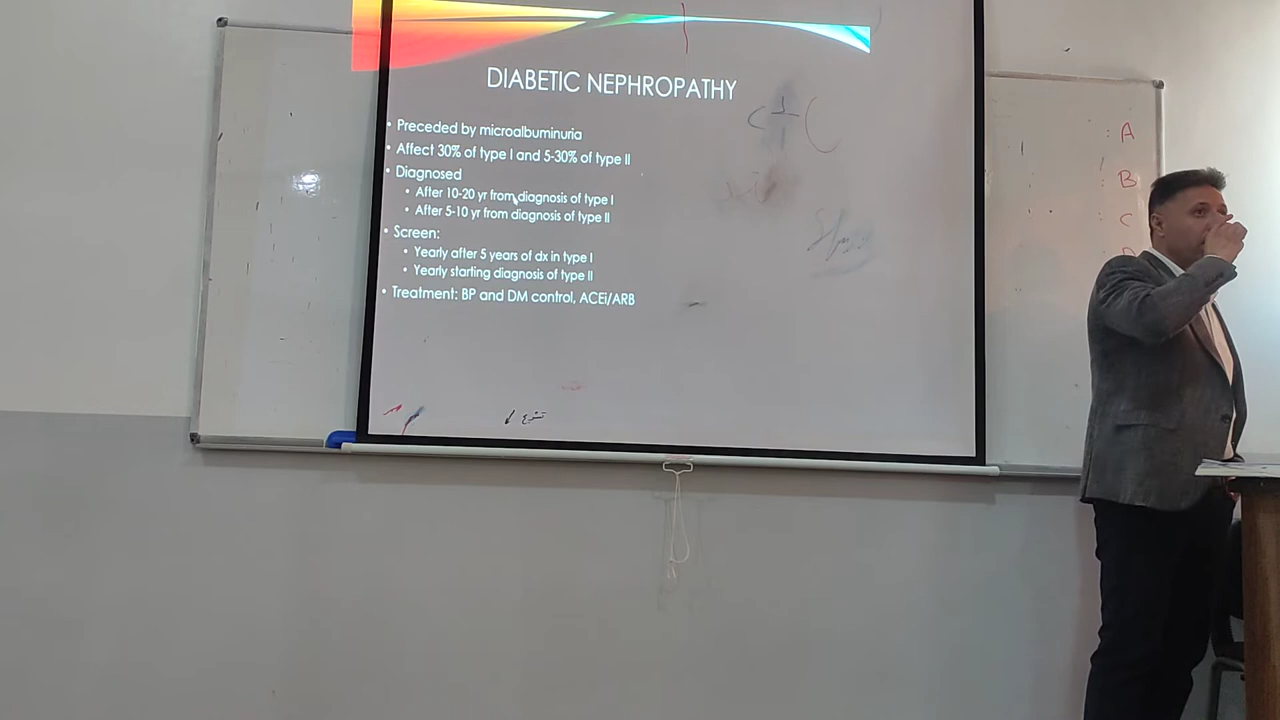 DIABETIC NEPHROPATHY
• Preceded by microalbuminuria
• Affect 30% of type I and 5-30% of type II
• Diagnosed
• After 10-20 yr from diagnosis of type I
• After 5-10 yr from diagnosis of type II
• Screen:
• Yearly after 5 years of dx in type I
• Yearly starting diagnosis of type II
• Treatment: BP and DM control, ACEi/ARB
: A
: B
: C